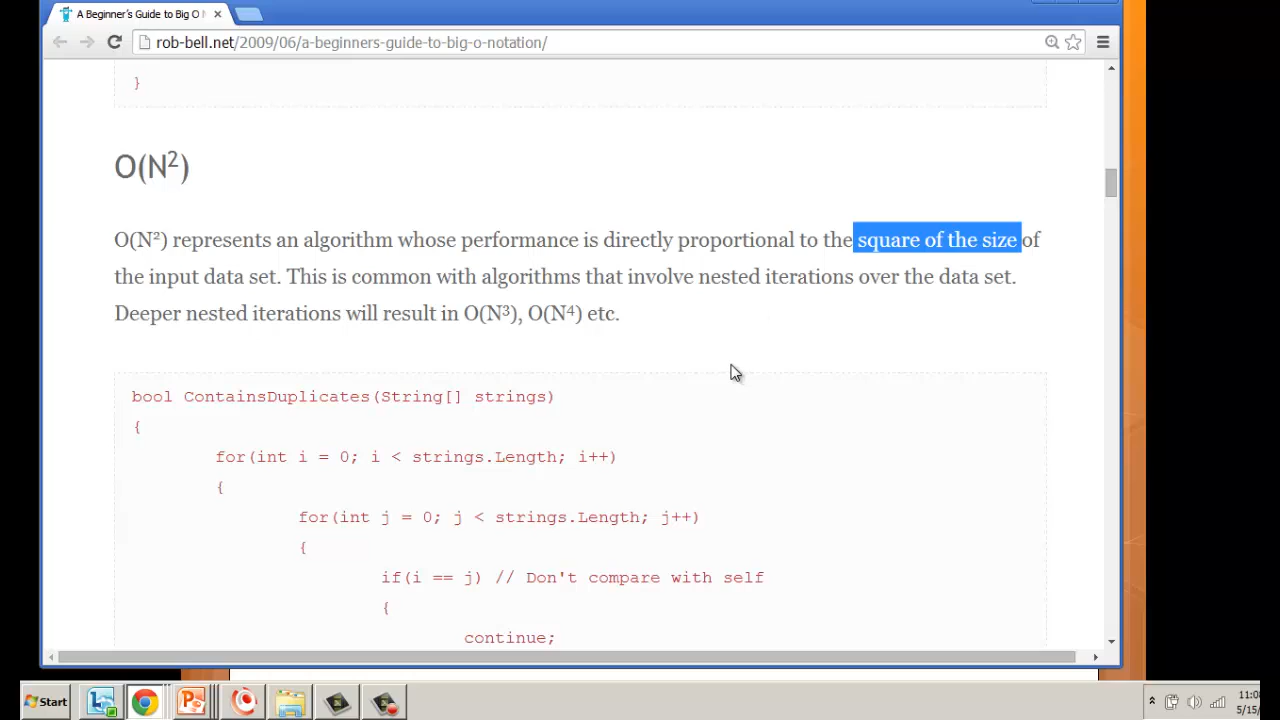 A Beginner's Guide to Big O
rob-bell.net/2009/06/a-beginners-guide-to-big-o-notation/
}
O(N²)
O(N²) represents an algorithm whose performance is directly proportional to the square of the size of
the input data set. This is common with algorithms that involve nested iterations over the data set.
Deeper nested iterations will result in O(N³), O(N⁴) etc.
bool ContainsDuplicates(String[] strings)
{
for(int i = 0; i < strings.Length; i++)
{
for(int j = 0; j < strings.Length; j++)
{
if(i == j) // Don't compare with self
{
continue;
Start
11:0
5/15/